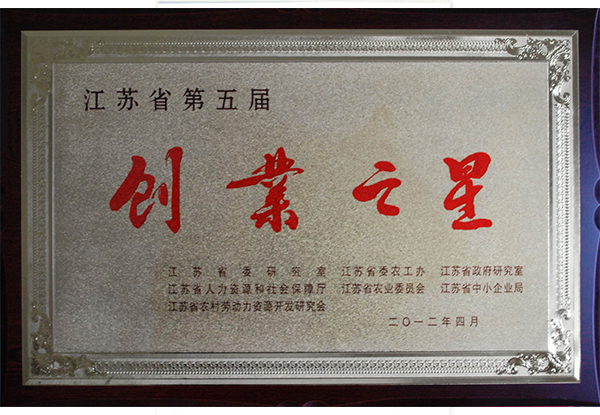 江苏省第五届
创業之星
江苏省委研究室 江苏省委农工办 江苏省政府研究室
江苏省人力资源和社会保障厅 江苏省农业委员会 江苏省中小企业局
江苏省农村劳动力资源开发研究会
二〇一二年四月